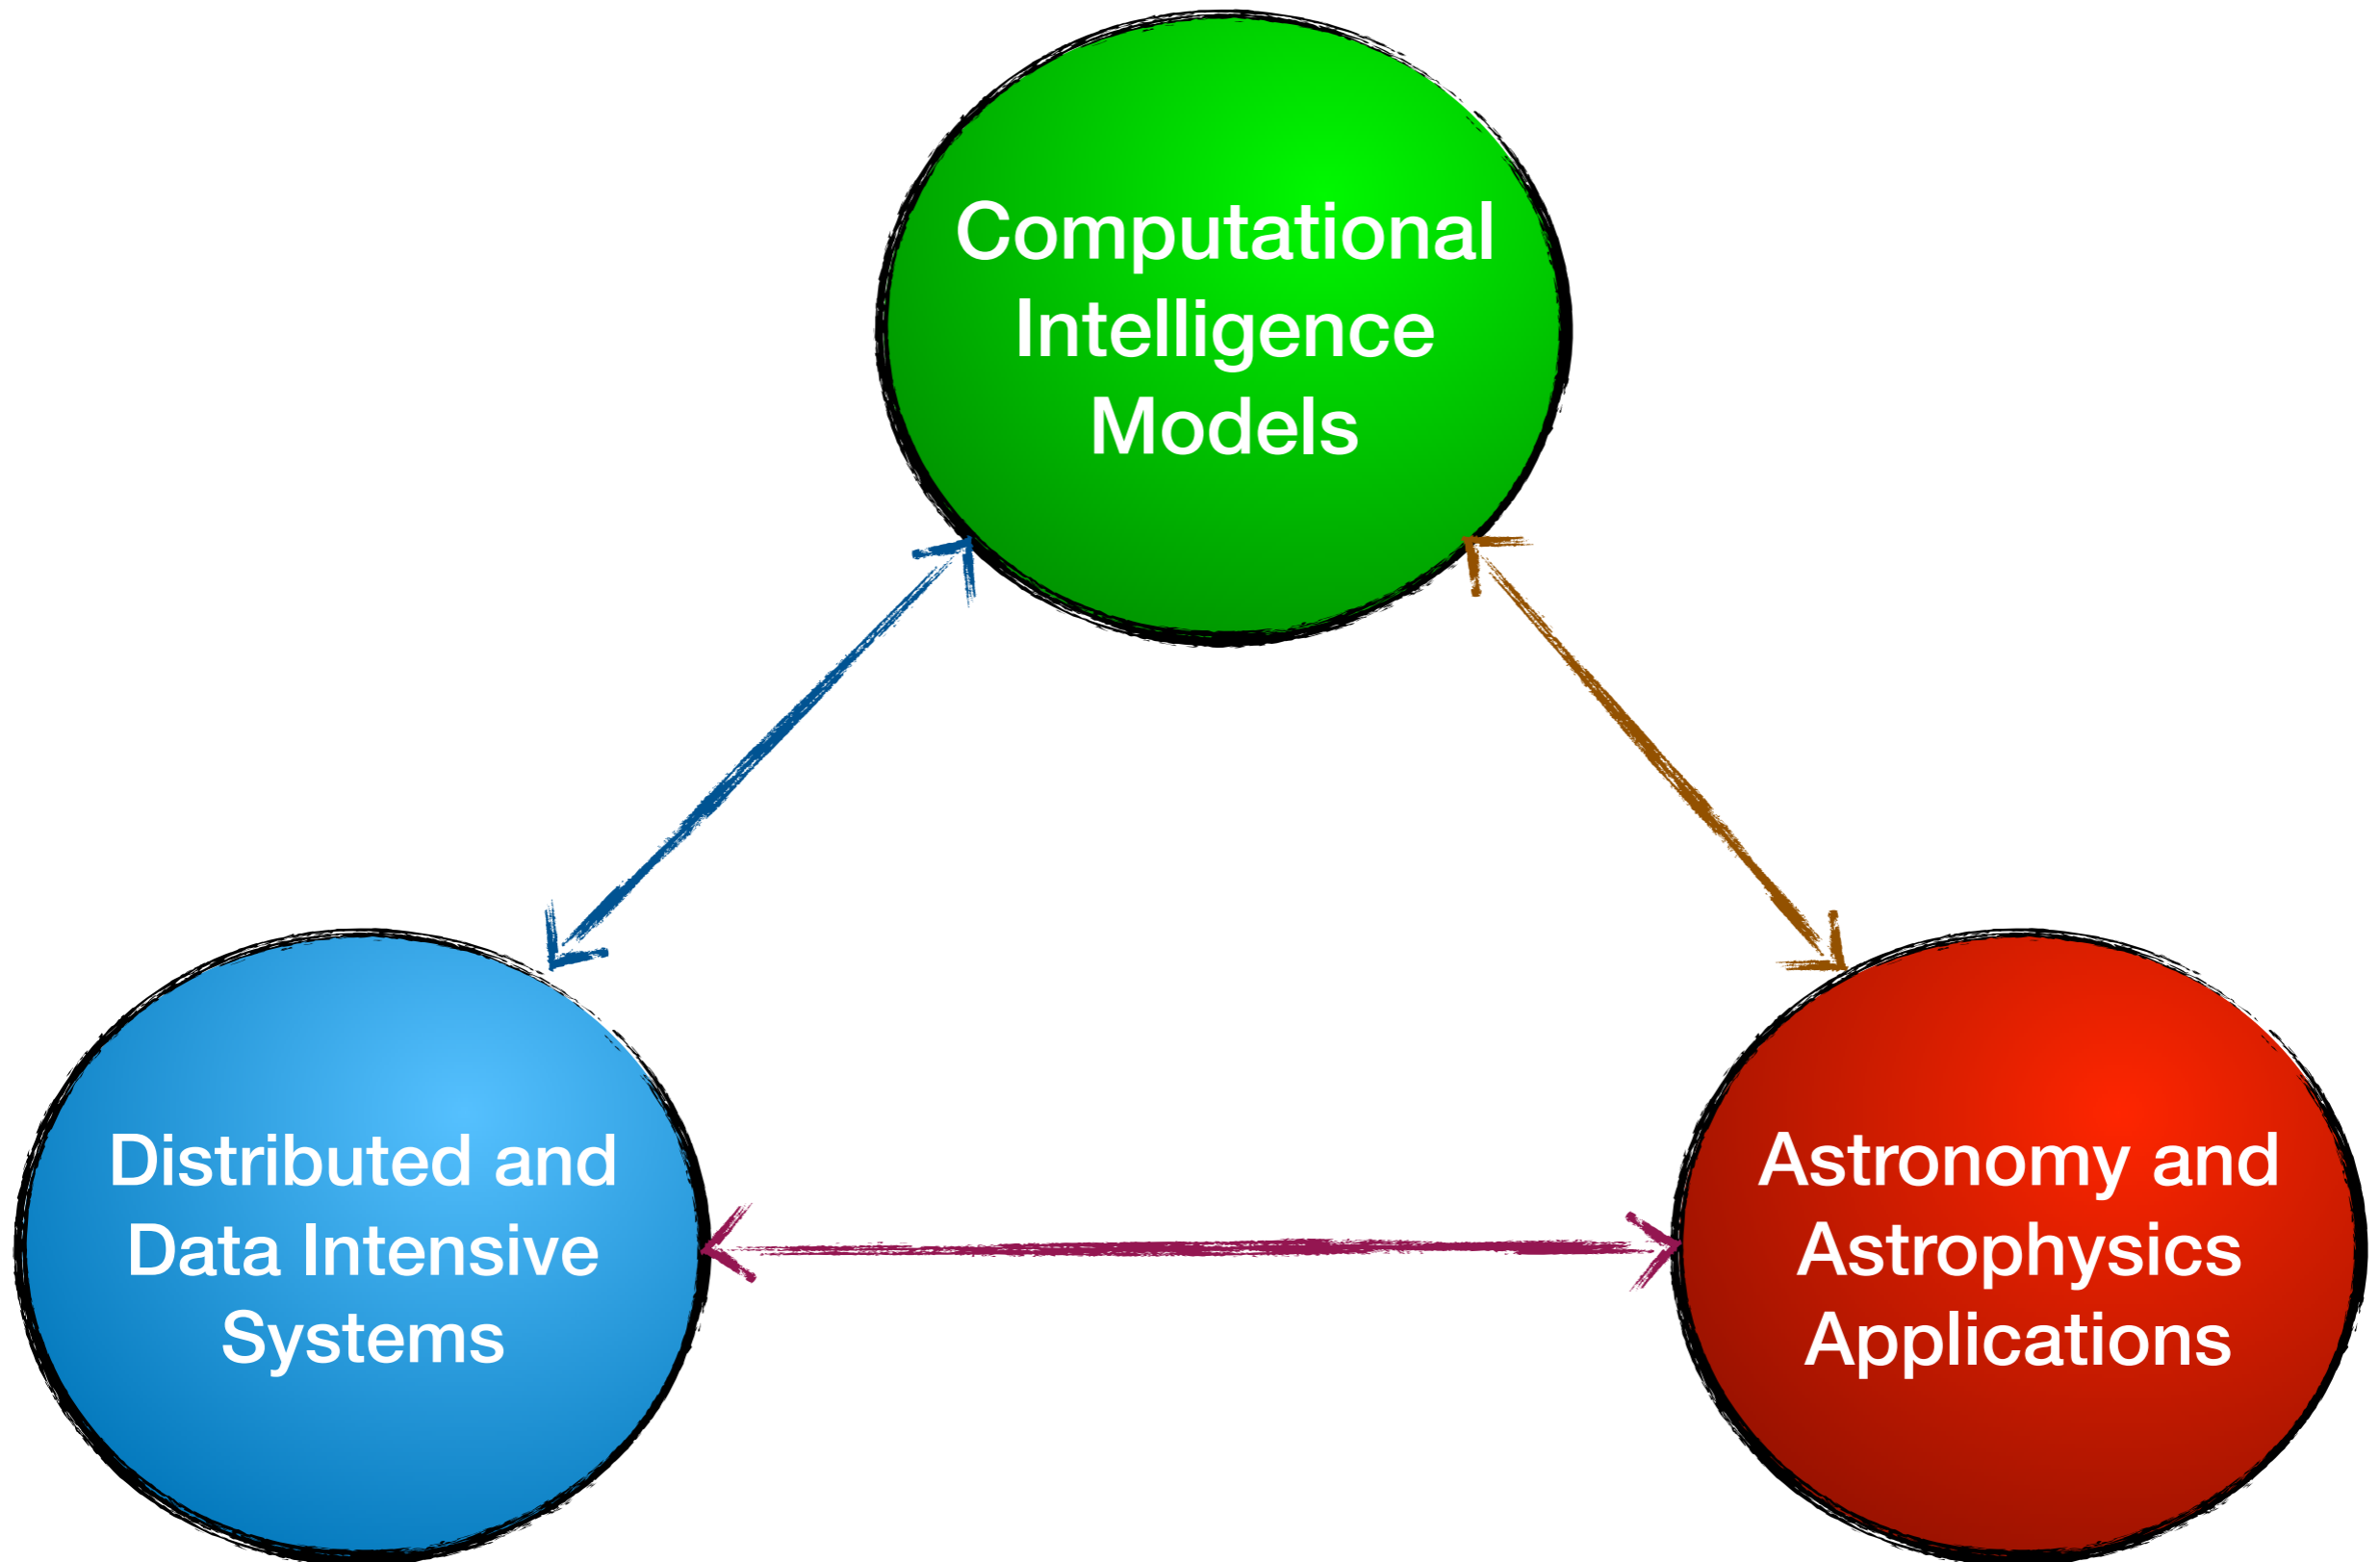 Computational
Intelligence
Models
Distributed and
Data Intensive
Systems
Astronomy and
Astrophysics
Applications